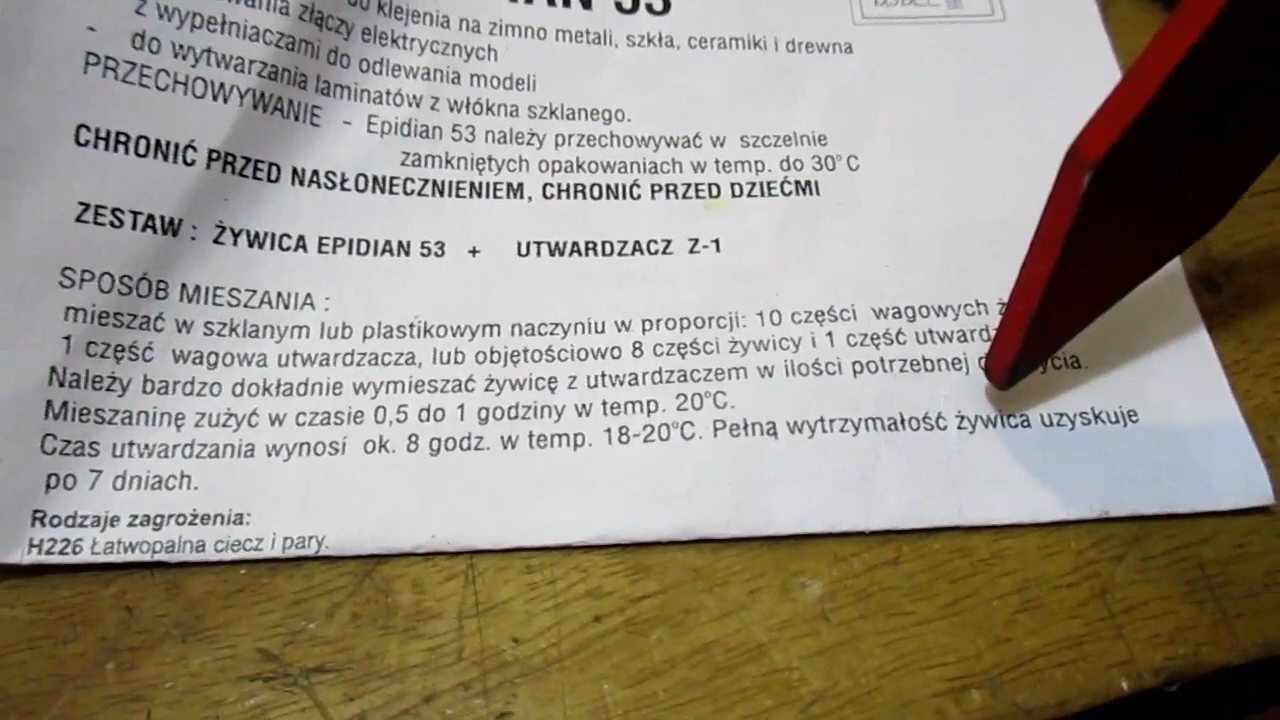 53
klejenia na zimno metali, szkła, ceramiki i drewna
złączy elektrycznych
z wypełniaczami do odlewania modeli
- do wytwarzania laminatów z włókna szklanego.
PRZECHOWYWANIE - Epidian 53 należy przechowywać w szczelnie
zamkniętych opakowaniach w temp. do 30°C
CHRONIĆ PRZED NASŁONECZNIENIEM, CHRONIĆ PRZED DZIEĆMI
ZESTAW : ŻYWICA EPIDIAN 53 + UTWARDZACZ Z-1
SPOSÓB MIESZANIA :
mieszać w szklanym lub plastikowym naczyniu w proporcji: 10 części wagowych
1 część wagowa utwardzacza, lub objętościowo 8 części żywicy i 1 część
Należy bardzo dokładnie wymieszać żywicę z utwardzaczem w ilości potrzebnej
Mieszaninę zużyć w czasie 0,5 do 1 godziny w temp. 20°C.
Czas utwardzania wynosi ok. 8 godz. w temp. 18-20°C. Pełną wytrzymałość żywica uzyskuje
po 7 dniach.
Rodzaje zagrożenia:
H226 Łatwopalna ciecz i pary.